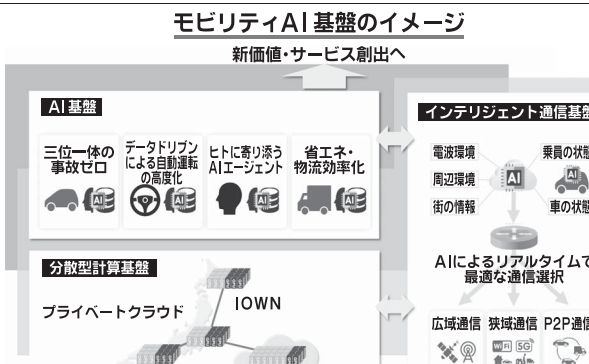 モビリティAI基盤のイメージ
新価値・サービス創出へ
AI基盤
三位一体の
事故ゼロ
データドリブン
による自動運転
の高度化
ヒトに寄り添う
AIエージェント
省エネ・
物流効率化
AI
AI
AI
AI
分散型計算基盤
プライベートクラウド
IOWN
インテリジェント通信基盤
電波環境
周辺環境
街の情報
AI
乗員の状態
AI
車の状態
AIによるリアルタイムで
最適な通信選択
広域通信
狭域通信
P2P通信
Wi Fi
5G